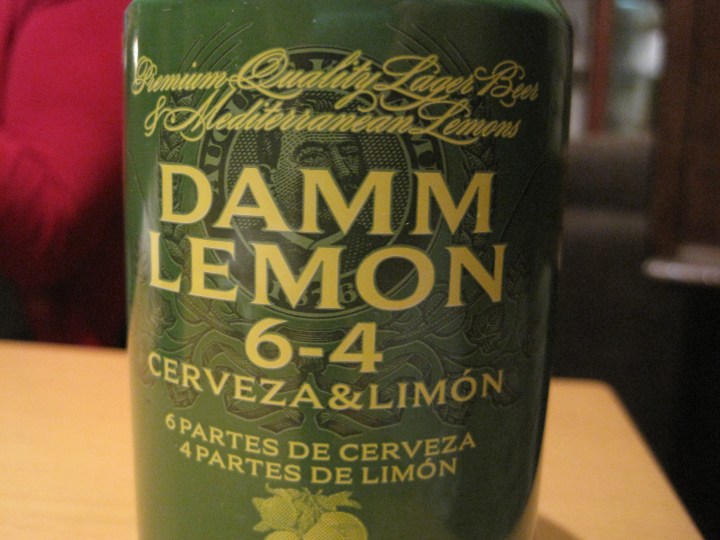 Premium Quality Lager Beer
& Mediterranean Lemons
DAMM
LEMON
1876
6-4
CERVEZA&LIMÓN
6 PARTES DE CERVEZA
4 PARTES DE LIMÓN